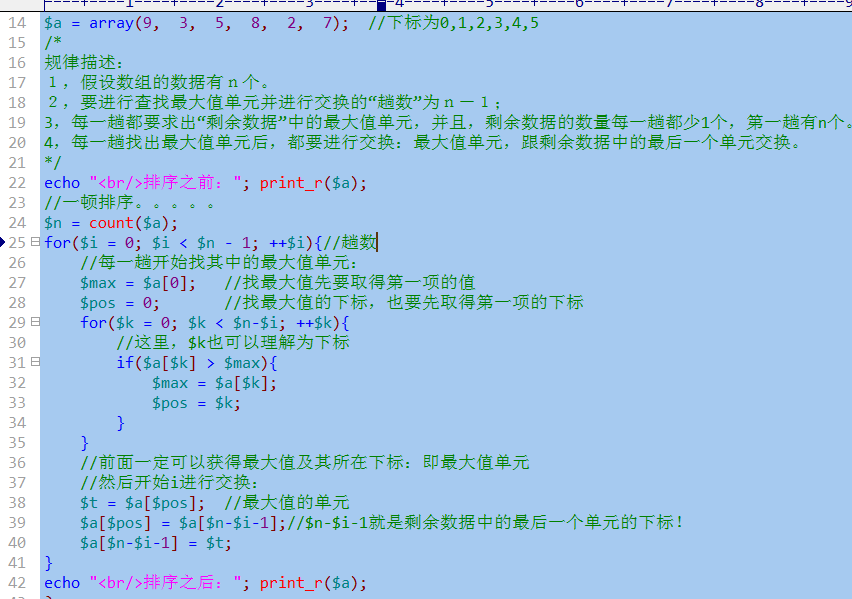 ----+----1----+----2----+----3----+----4----+----5----+----6----+----7----+----8----+----9
14 $a = array(9, 3, 5, 8, 2, 7); //下标为0,1,2,3,4,5
15 /*
16 规律描述：
17 １，假设数组的数据有ｎ个。
18 ２，要进行查找最大值单元并进行交换的“趟数”为ｎ－１；
19 3，每一趟都要求出“剩余数据”中的最大值单元，并且，剩余数据的数量每一趟都少1个，第一趟有n个。
20 4，每一趟找出最大值单元后，都要进行交换：最大值单元，跟剩余数据中的最后一个单元交换。
21 */
22 echo "<br/>排序之前："; print_r($a);
23 //一顿排序。。。。。
24 $n = count($a);
25 for($i = 0; $i < $n - 1; ++$i){//趟数
26 //每一趟开始找其中的最大值单元：
27 $max = $a[0]; //找最大值先要取得第一项的值
28 $pos = 0; //找最大值的下标，也要先取得第一项的下标
29 for($k = 0; $k < $n-$i; ++$k){
30 //这里，$k也可以理解为下标
31 if($a[$k] > $max){
32 $max = $a[$k];
33 $pos = $k;
34 }
35 }
36 //前面一定可以获得最大值及其所在下标：即最大值单元
37 //然后开始i进行交换：
38 $t = $a[$pos]; //最大值的单元
39 $a[$pos] = $a[$n-$i-1];//$n-$i-1就是剩余数据中的最后一个单元的下标！
40 $a[$n-$i-1] = $t;
41 }
42 echo "<br/>排序之后："; print_r($a);